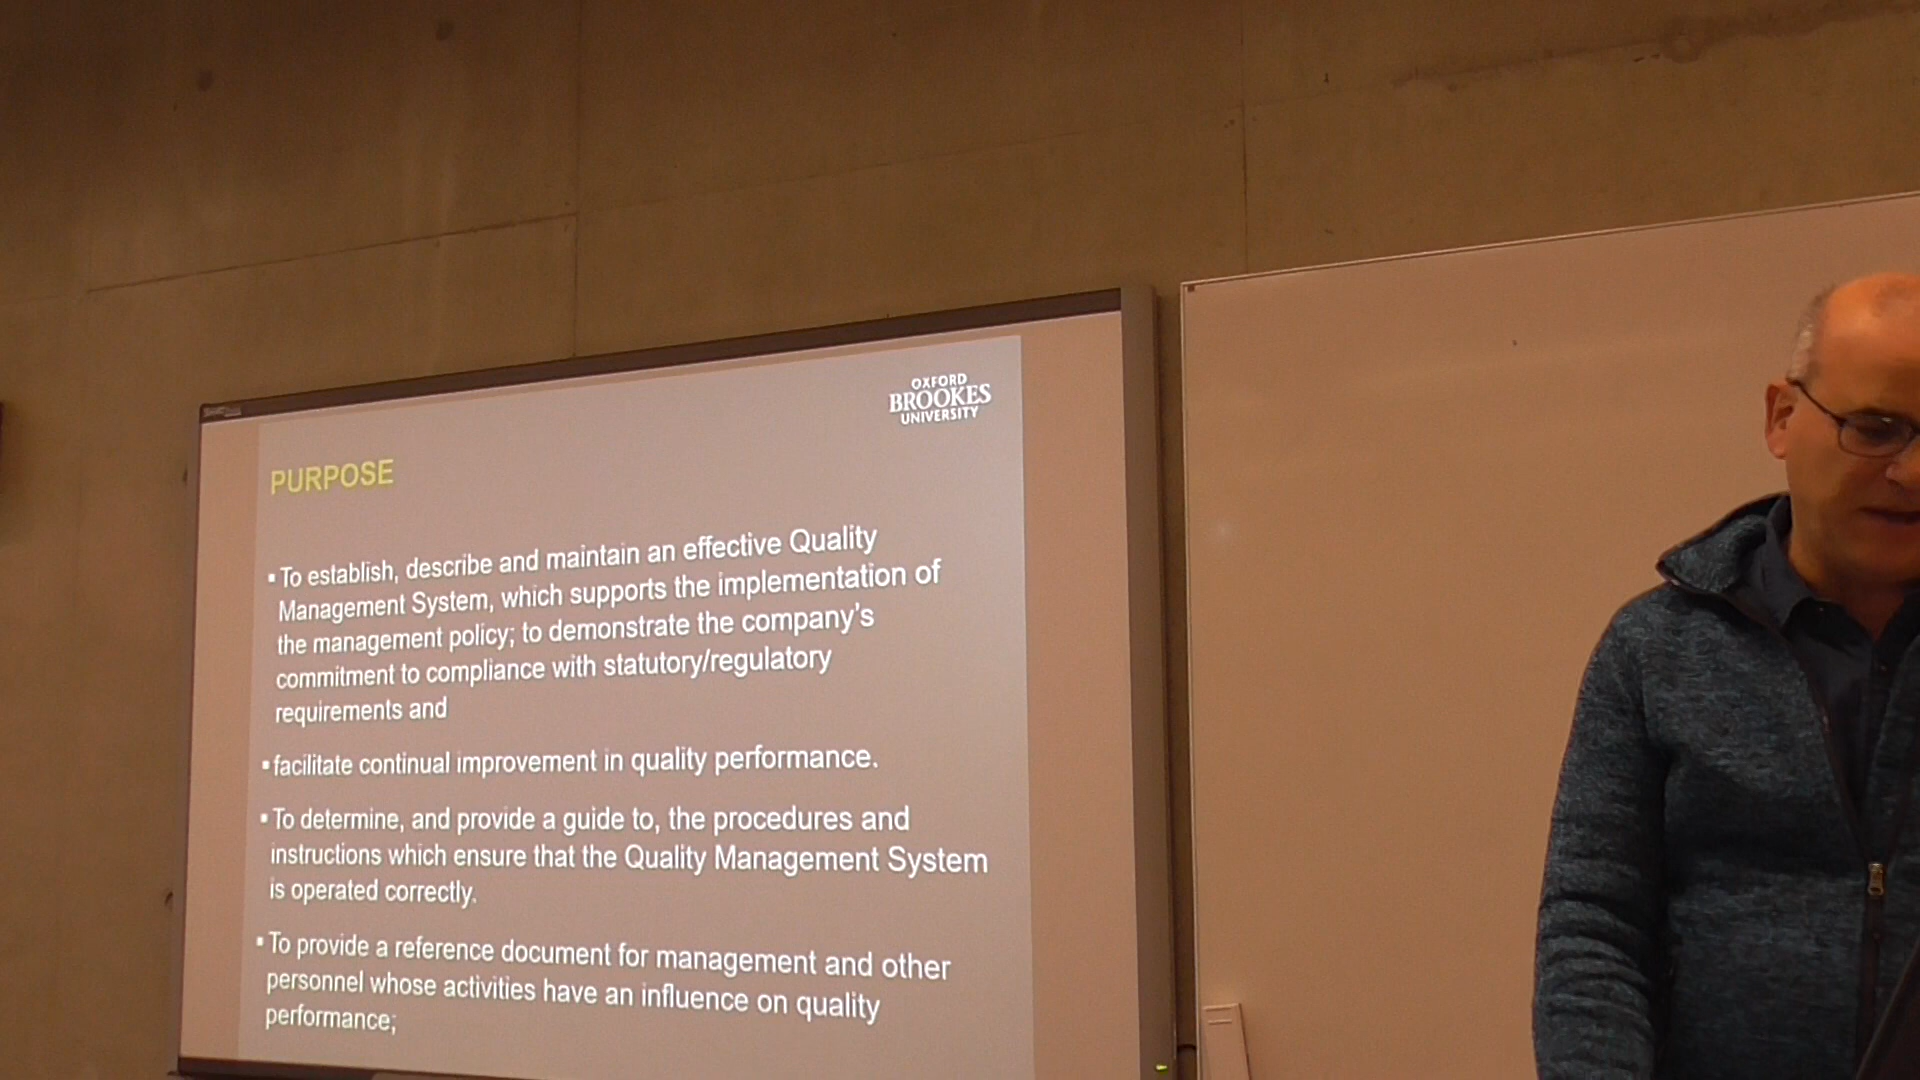 OXFORD
BROOKES
UNIVERSITY
PURPOSE
▪ To establish, describe and maintain an effective Quality
Management System, which supports the implementation of
the management policy; to demonstrate the company's
commitment to compliance with statutory/regulatory
requirements and
▪ facilitate continual improvement in quality performance.
▪ To determine, and provide a guide to, the procedures and
instructions which ensure that the Quality Management System
is operated correctly.
▪ To provide a reference document for management and other
personnel whose activities have an influence on quality
performance;